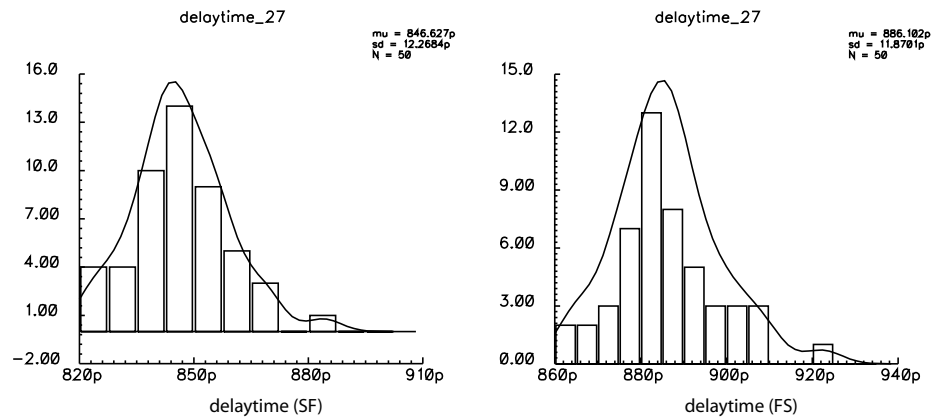 delaytime_27
mu = 846.627p
sd = 12.2684p
N = 50
16.0
13.0
10.0
7.00
4.00
1.00
-2.00
820p 850p 880p 910p
delaytime (SF)
delaytime_27
mu = 886.102p
sd = 11.8701p
N = 50
15.0
12.0
9.00
6.00
3.00
0.00
860p 880p 900p 920p 940p
delaytime (FS)